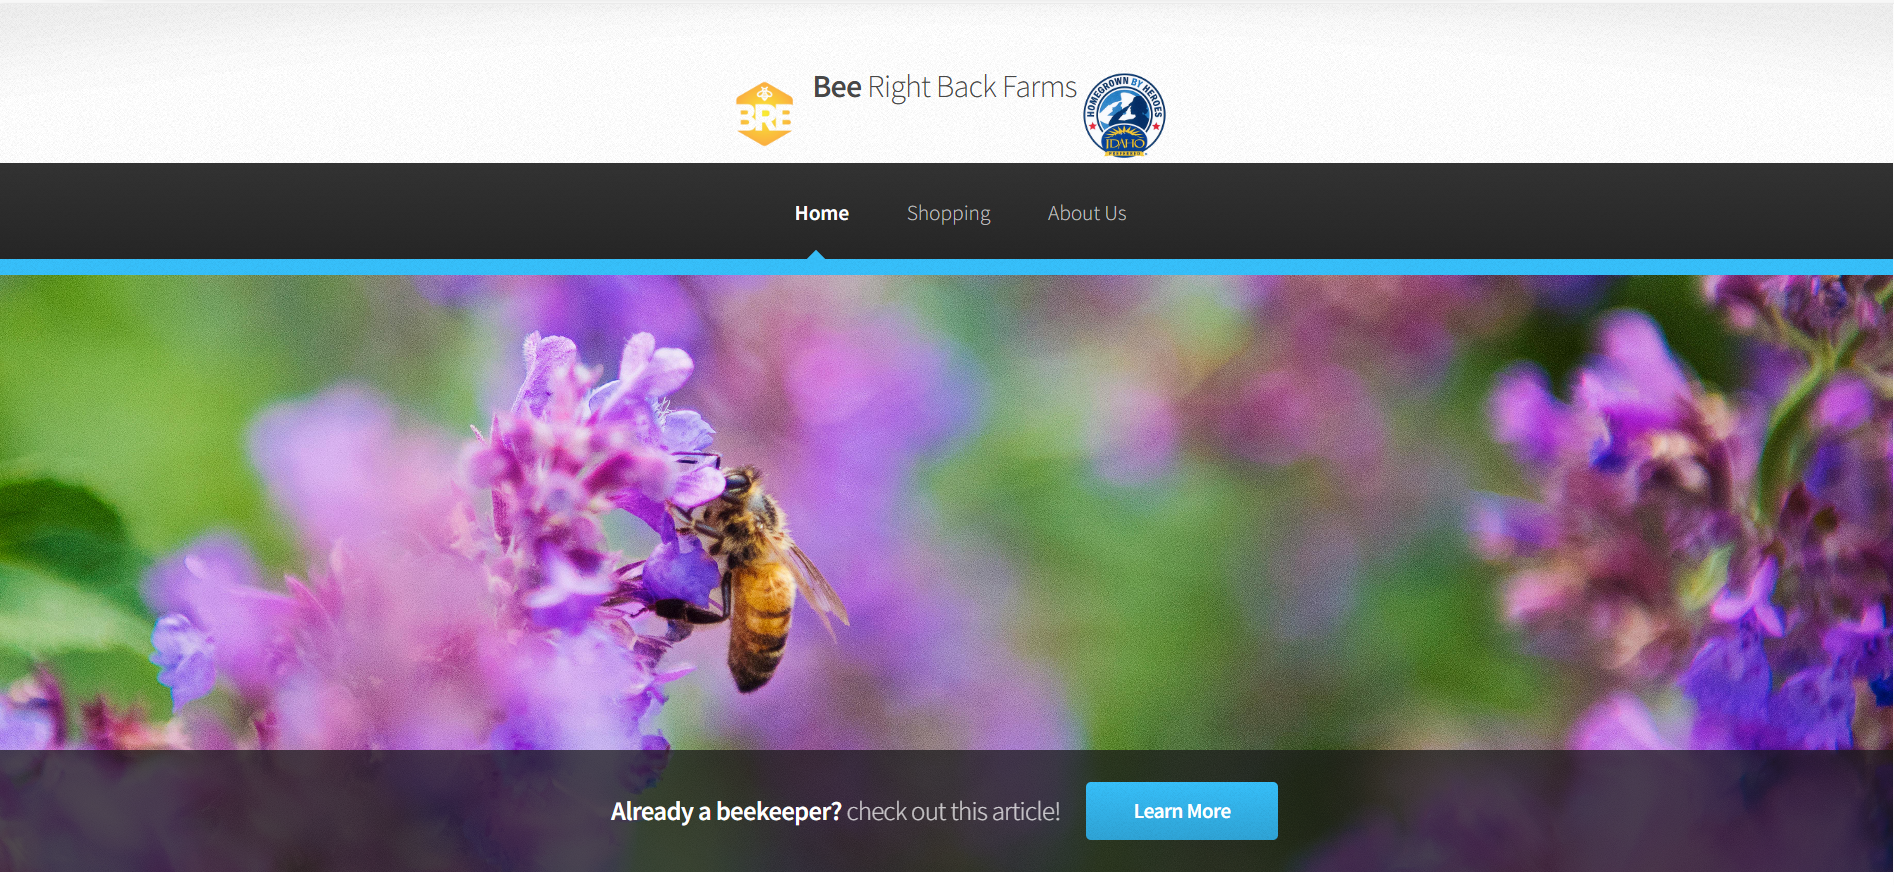 BRB
Bee Right Back Farms
HOMEGROWN BY HEROES
IDAHO
Home
Shopping
About Us
Already a beekeeper? check out this article!
Learn More